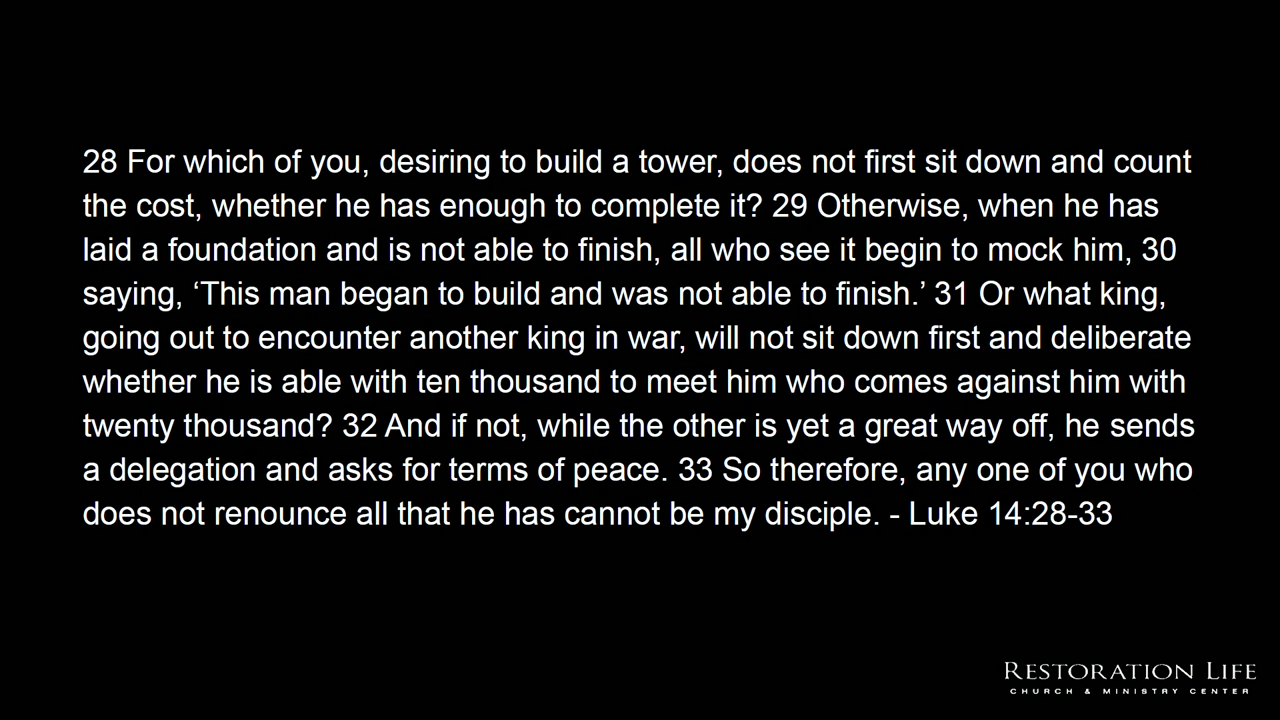 28 For which of you, desiring to build a tower, does not first sit down and count
the cost, whether he has enough to complete it? 29 Otherwise, when he has
laid a foundation and is not able to finish, all who see it begin to mock him, 30
saying, ‘This man began to build and was not able to finish.’ 31 Or what king,
going out to encounter another king in war, will not sit down first and deliberate
whether he is able with ten thousand to meet him who comes against him with
twenty thousand? 32 And if not, while the other is yet a great way off, he sends
a delegation and asks for terms of peace. 33 So therefore, any one of you who
does not renounce all that he has cannot be my disciple. - Luke 14:28-33
RESTORATION LIFE
CHURCH & MINISTRY CENTER